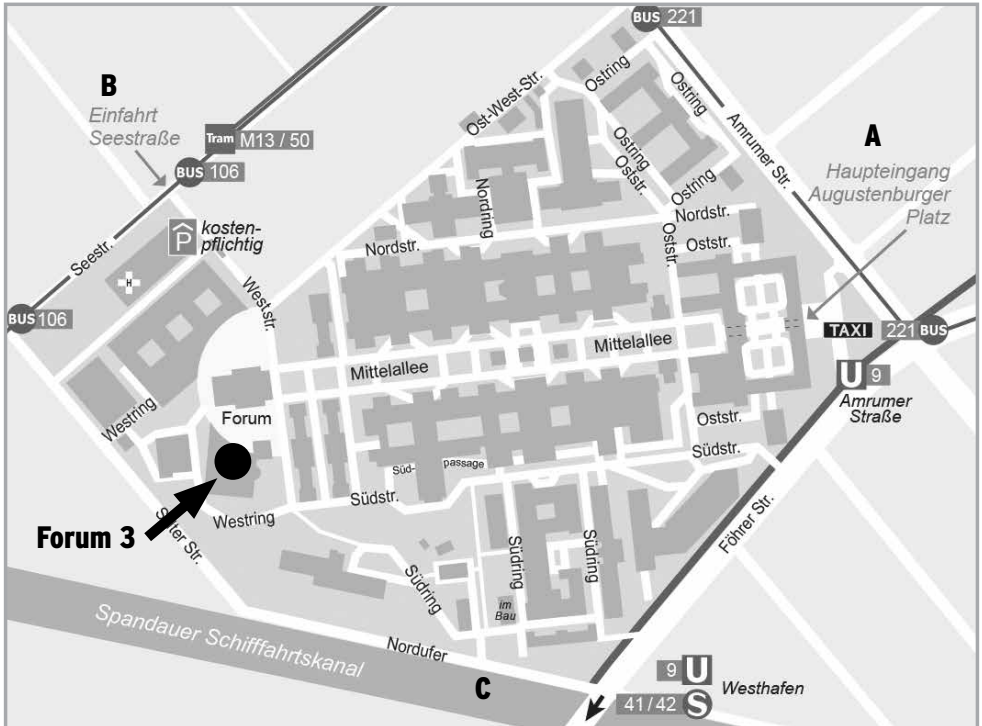 BUS 221
B
Einfahrt
Seestraße
Tram M13 / 50
BUS 106
Ost-West-Str.
Ostring
Ostring
Amrumer Str.
A
Haupteingang
Augustenburger
Platz
Ostring
Oststr.
Ostring
Nordring
Nordstr.
Nordstr.
Oststr.
Oststr.
P
kosten-
pflichtig
Seestr.
H
BUS 106
Weststr.
Mittelallee
Mittelallee
TAXI
221 BUS
U 9
Amrumer
Straße
Westring
Forum
Oststr.
Südstr.
Süd-
passage
Südstr.
Westring
Forum 3
Föhrer Str.
Südring
Südring
Südring
im
Bau
Spandauer Schifffahrtskanal
Nordufer
C
9 U
41 / 42 S
Westhafen